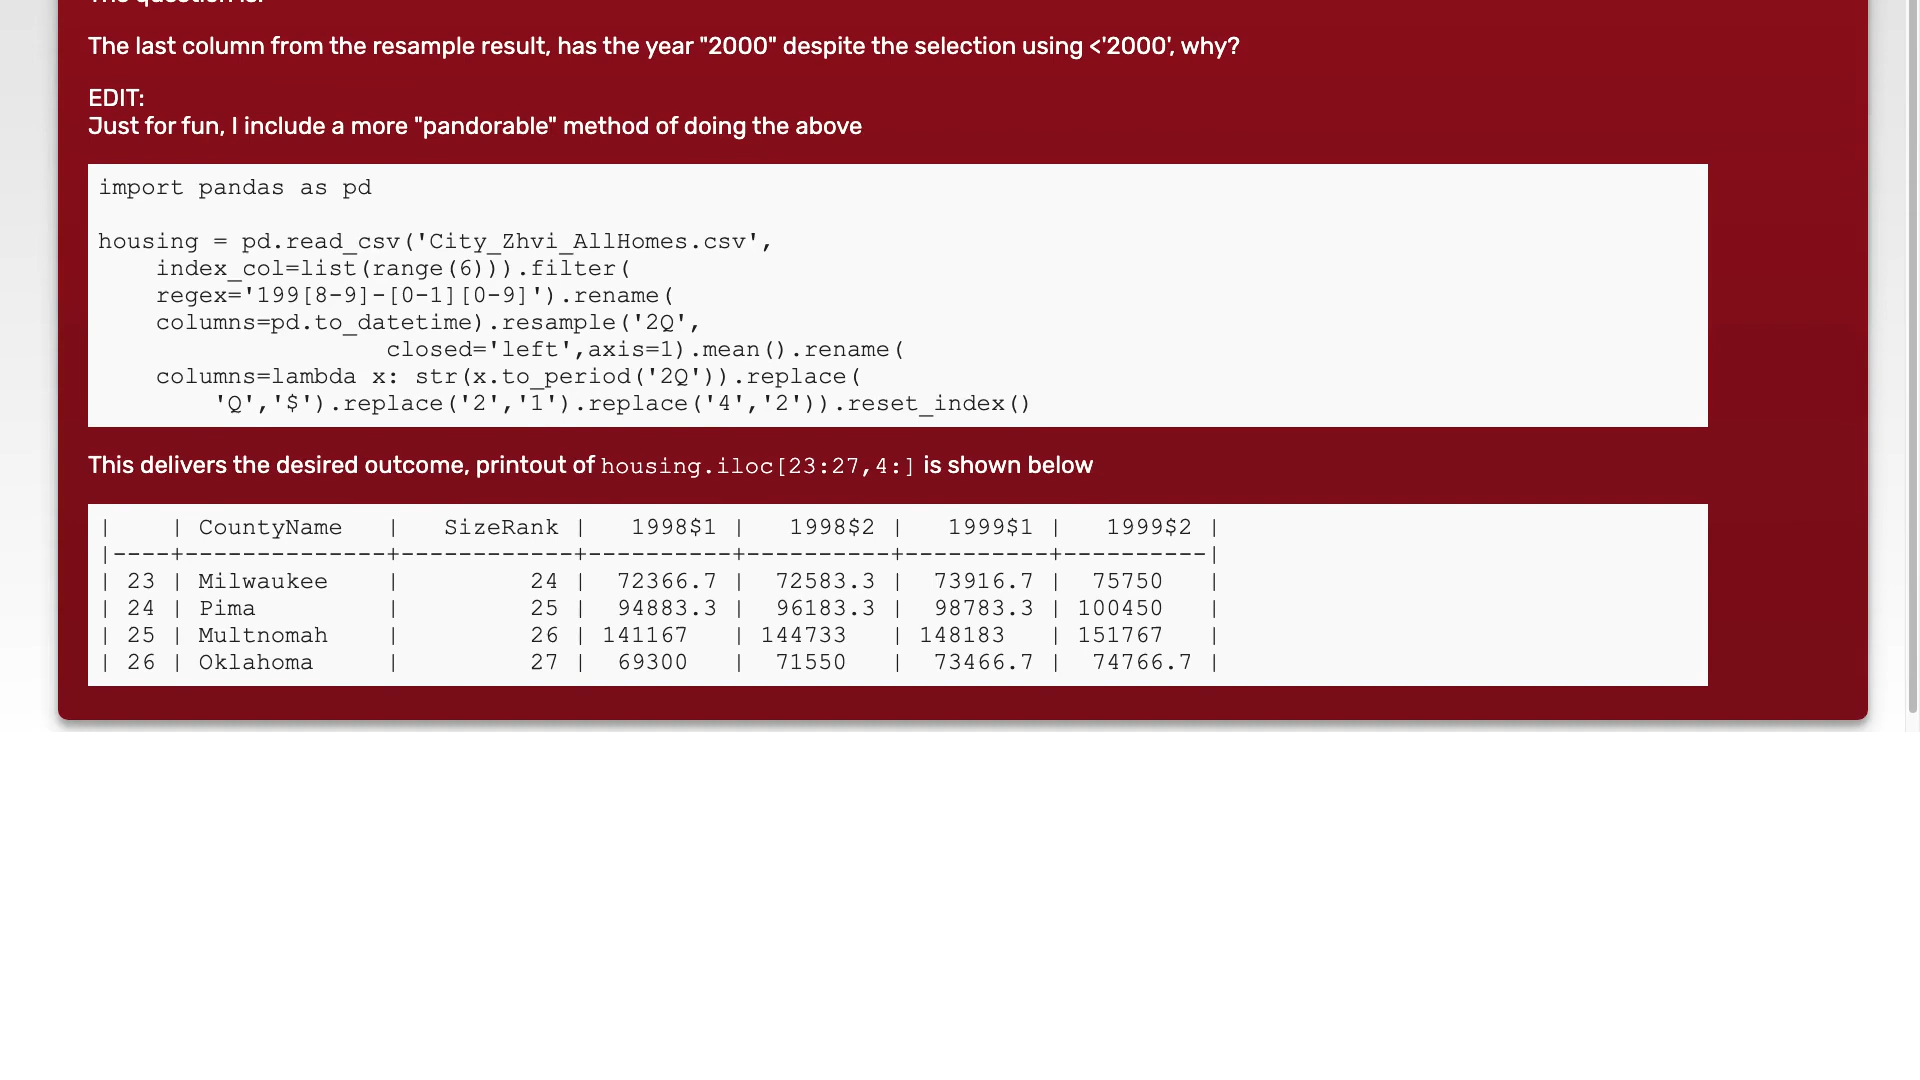 The last column from the resample result, has the year "2000" despite the selection using <'2000', why?
EDIT:
Just for fun, I include a more "pandorable" method of doing the above
import pandas as pd
housing = pd.read_csv('City_Zhvi_AllHomes.csv',
    index_col=list(range(6))).filter(
    regex='199[8-9]-[0-1][0-9]').rename(
    columns=pd.to_datetime).resample('2Q',
                    closed='left',axis=1).mean().rename(
    columns=lambda x: str(x.to_period('2Q')).replace(
        'Q','$').replace('2','1').replace('4','2')).reset_index()
This delivers the desired outcome, printout of housing.iloc[23:27,4:] is shown below
|    | CountyName   |   SizeRank |   1998$1 |   1998$2 |   1999$1 |   1999$2 |
|----+--------------+------------+----------+----------+----------+----------|
| 23 | Milwaukee    |         24 |  72366.7 |  72583.3 |  73916.7 |  75750   |
| 24 | Pima         |         25 |  94883.3 |  96183.3 |  98783.3 | 100450   |
| 25 | Multnomah    |         26 | 141167   | 144733   | 148183   | 151767   |
| 26 | Oklahoma     |         27 |  69300   |  71550   |  73466.7 |  74766.7 |